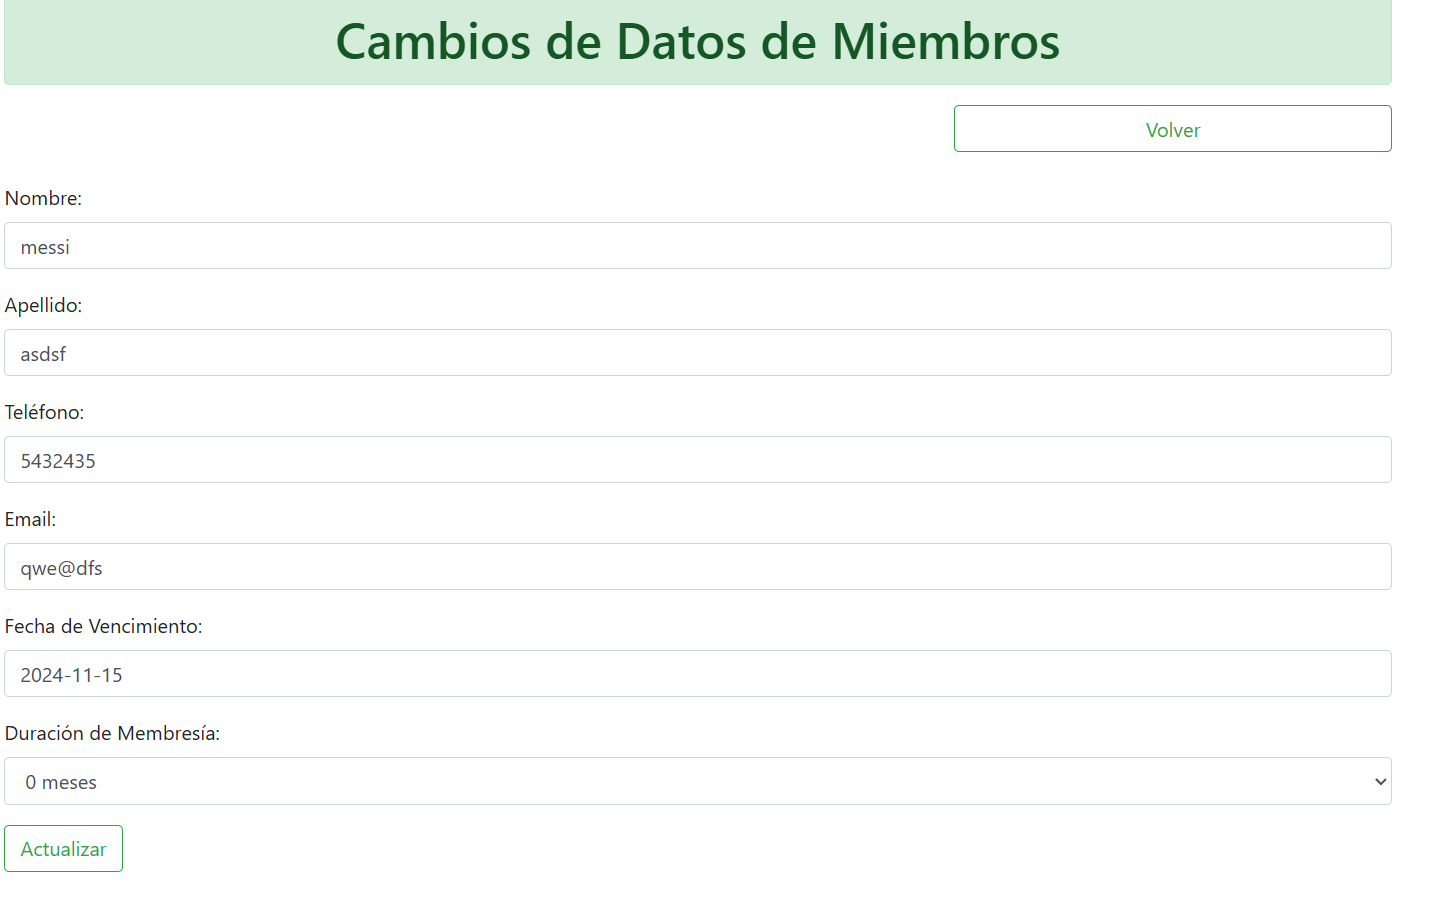 Cambios de Datos de Miembros
Volver
Nombre:
messi
Apellido:
asdsf
Teléfono:
5432435
Email:
qwe@dfs
Fecha de Vencimiento:
2024-11-15
Duración de Membresía:
0 meses
Actualizar